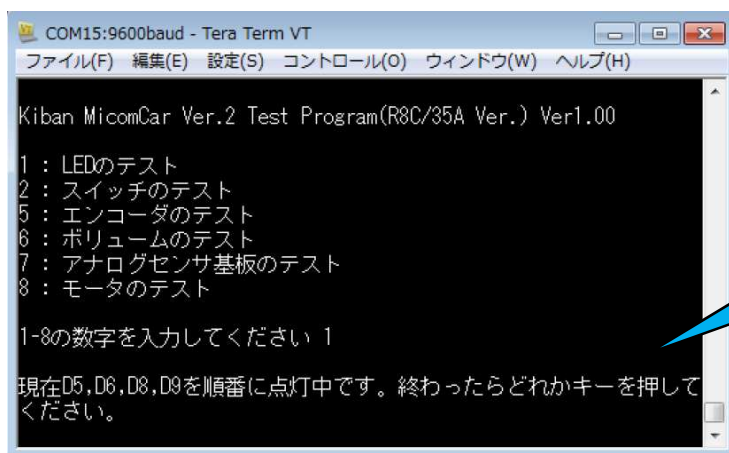 COM15:9600baud - Tera Term VT
ファイル(F) 編集(E) 設定(S) コントロール(O) ウィンドウ(W) ヘルプ(H)
Kiban MicomCar Ver.2 Test Program(R8C/35A Ver.) Ver1.00
1 : LEDのテスト
2 : スイッチのテスト
5 : エンコーダのテスト
6 : ボリュームのテスト
7 : アナログセンサ基板のテスト
8 : モータのテスト
1-8の数字を入力してください 1
現在D5,D6,D8,D9を順番に点灯中です。終わったらどれかキーを押して
ください。